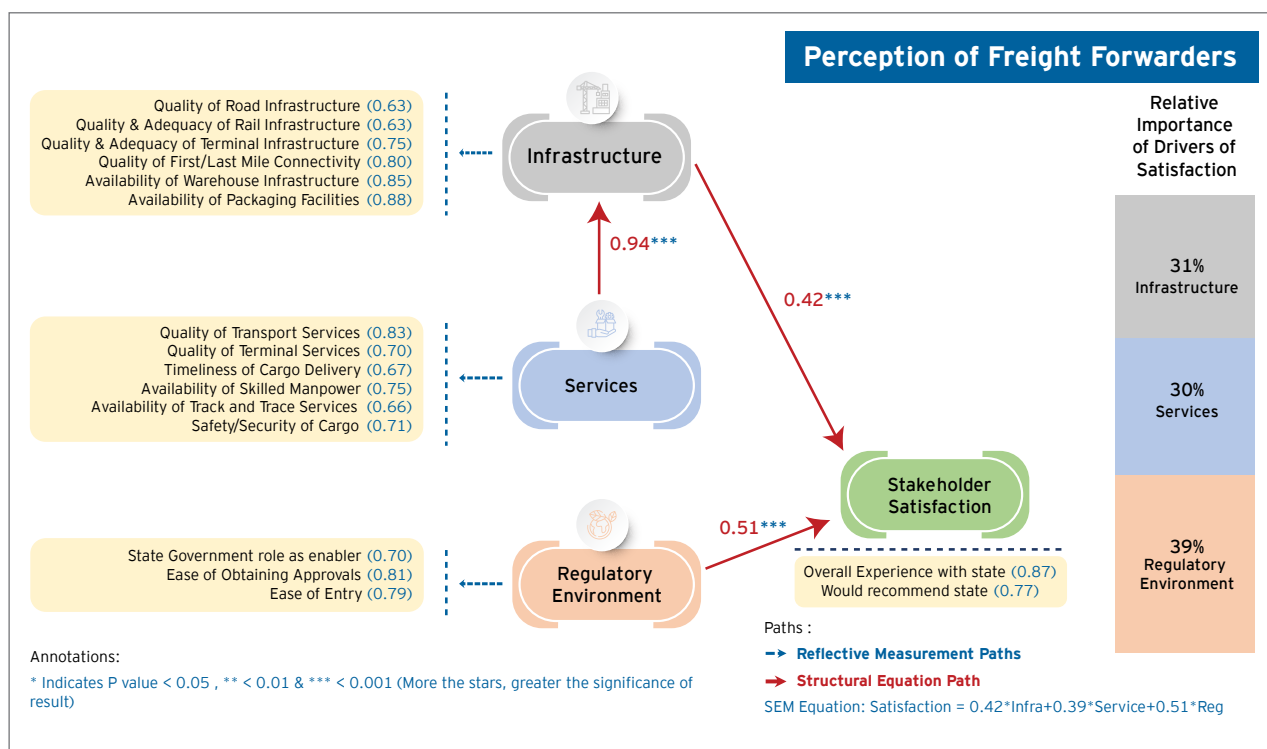 Perception of Freight Forwarders
Quality of Road Infrastructure (0.63)
Quality & Adequacy of Rail Infrastructure (0.63)
Quality & Adequacy of Terminal Infrastructure (0.75)
Quality of First/Last Mile Connectivity (0.80)
Availability of Warehouse Infrastructure (0.85)
Availability of Packaging Facilities (0.88)
Infrastructure
0.94***
0.42***
Quality of Transport Services (0.83)
Quality of Terminal Services (0.70)
Timeliness of Cargo Delivery (0.67)
Availability of Skilled Manpower (0.75)
Availability of Track and Trace Services (0.66)
Safety/Security of Cargo (0.71)
Services
Stakeholder
Satisfaction
0.51***
State Government role as enabler (0.70)
Ease of Obtaining Approvals (0.81)
Ease of Entry (0.79)
Regulatory
Environment
Overall Experience with state (0.87)
Would recommend state (0.77)
Relative
Importance
of Drivers of
Satisfaction
31%
Infrastructure
30%
Services
39%
Regulatory
Environment
Annotations:
* Indicates P value < 0.05 , ** < 0.01 & *** < 0.001 (More the stars, greater the significance of
result)
Paths :
Reflective Measurement Paths
Structural Equation Path
SEM Equation: Satisfaction = 0.42*Infra+0.39*Service+0.51*Reg